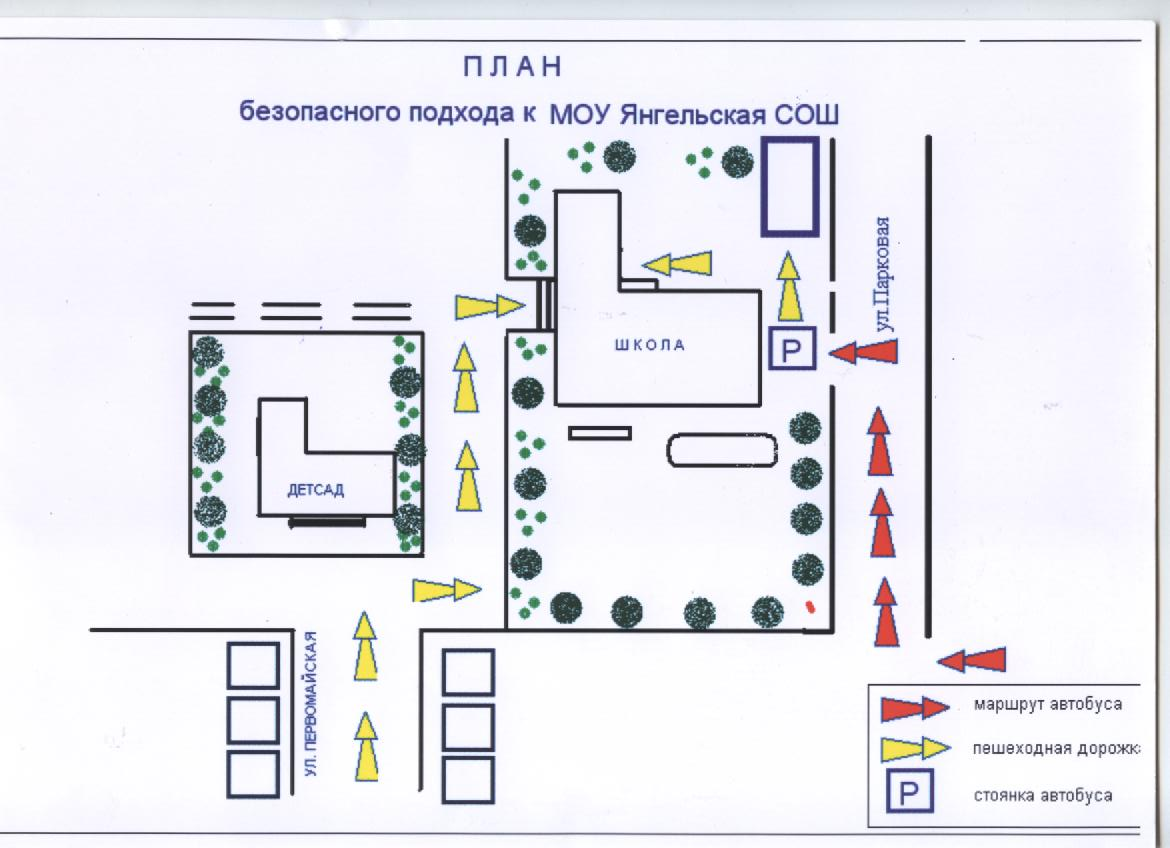 ПЛАН
безопасного подхода к МОУ Янгельская СОШ
ул.Парковая
ШКОЛА
P
ДЕТСАД
УЛ. ПЕРВОМАЙСКАЯ
маршрут автобуса
пешеходная дорожк
P
стоянка автобуса